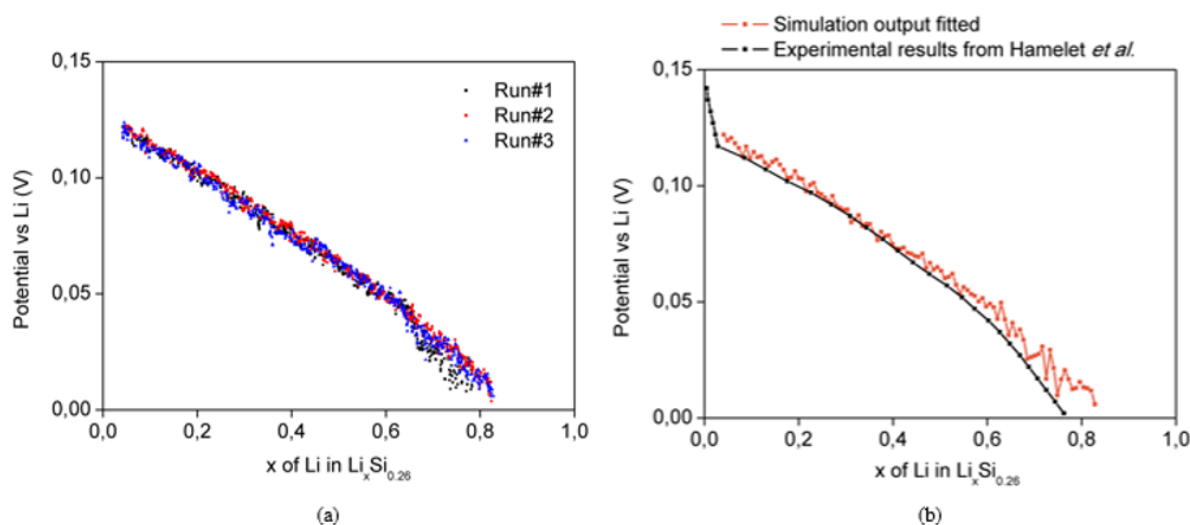 0,15
0,10
0,05
0,00
Potential vs Li (V)
Run#1
Run#2
Run#3
0,0 0,2 0,4 0,6 0,8 1,0
x of Li in LixSi0.26
(a)
Simulation output fitted
Experimental results from Hamelet et al.
0,15
0,10
0,05
0,00
Potential vs Li (V)
0,0 0,2 0,4 0,6 0,8 1,0
x of Li in LixSi0.26
(b)